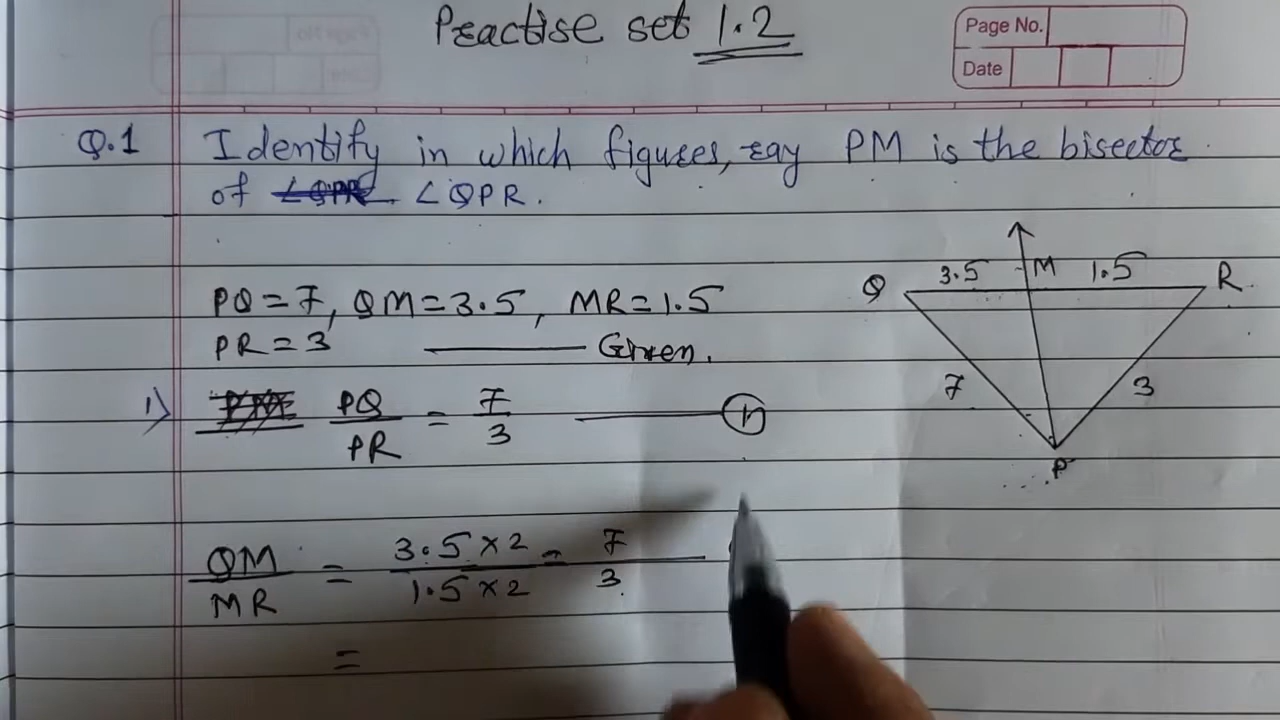 Practise set 1.2
Page No.
Date
Q.1 Identify in which figures, ray PM is the bisector
of ∠QPR.
PQ = 7, QM = 3.5, MR = 1.5
PR = 3 Given.
1) PQ/PR = 7/3 ①
QM/MR = 3.5×2/1.5×2 = 7/3
=
Q 3.5 M 1.5 R
7 3
P